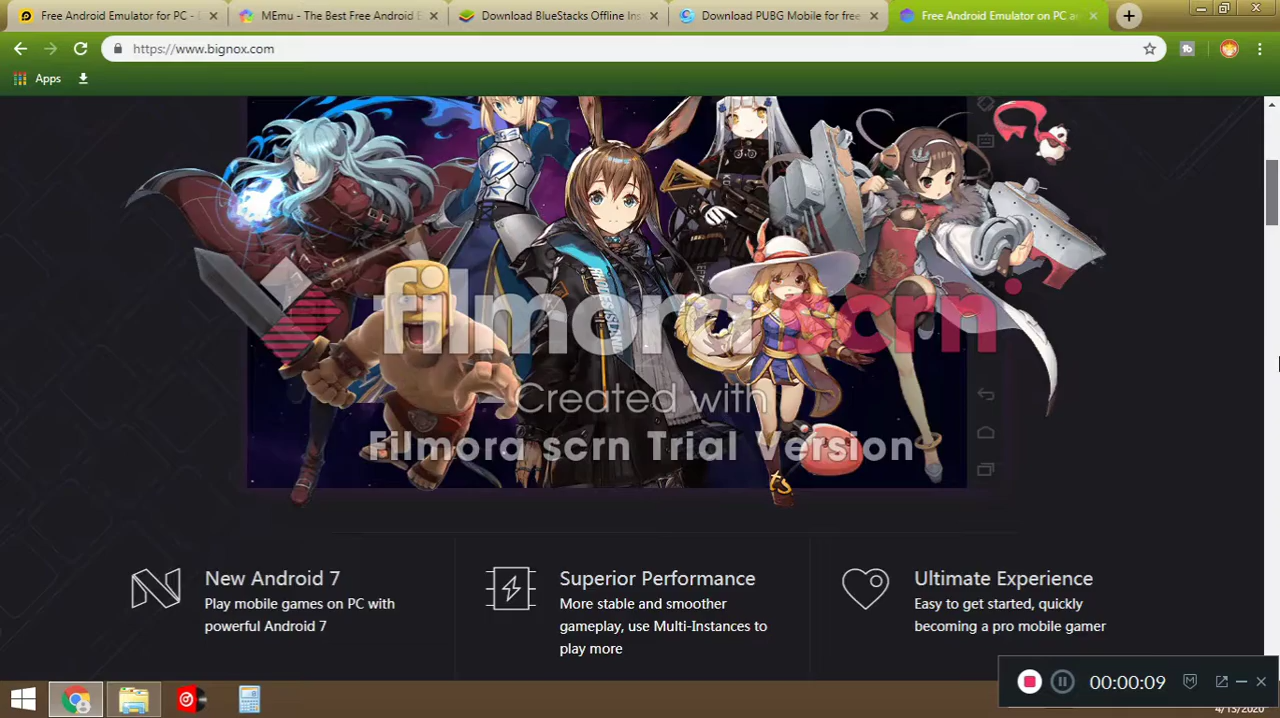 Free Android Emulator for PC - L
MEmu - The Best Free Android E
Download BlueStacks Offline Ins
Download PUBG Mobile for free
Free Android Emulator on PC a
https://www.bignox.com
Apps
filmora scrn
Created with
Filmora scrn Trial Version
New Android 7
Play mobile games on PC with
powerful Android 7
Superior Performance
More stable and smoother
gameplay, use Multi-Instances to
play more
Ultimate Experience
Easy to get started, quickly
becoming a pro mobile gamer
00:00:09
4/13/2020